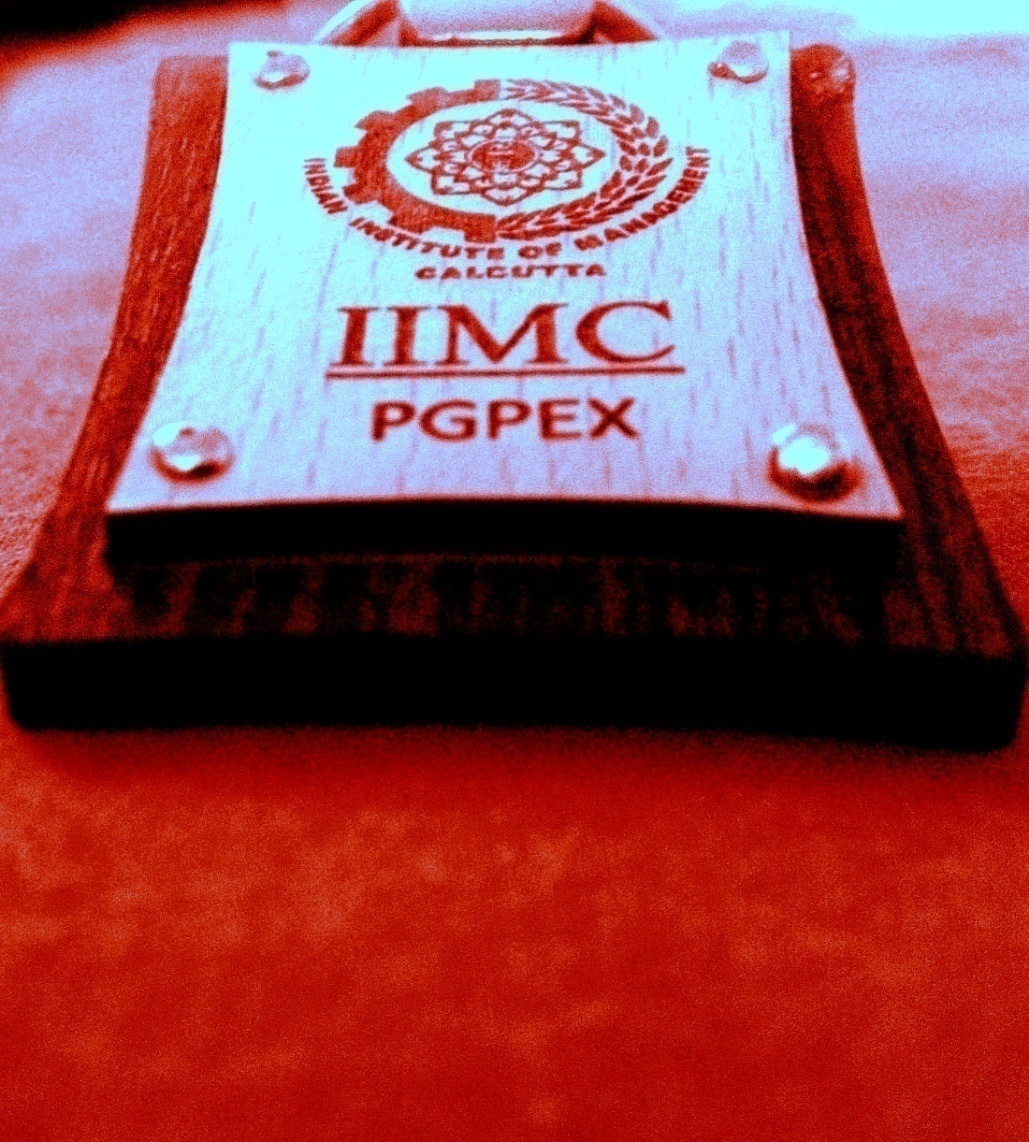 INDIAN INSTITUTE OF MANAGEMENT
CALCUTTA
IIMC
PGPEX